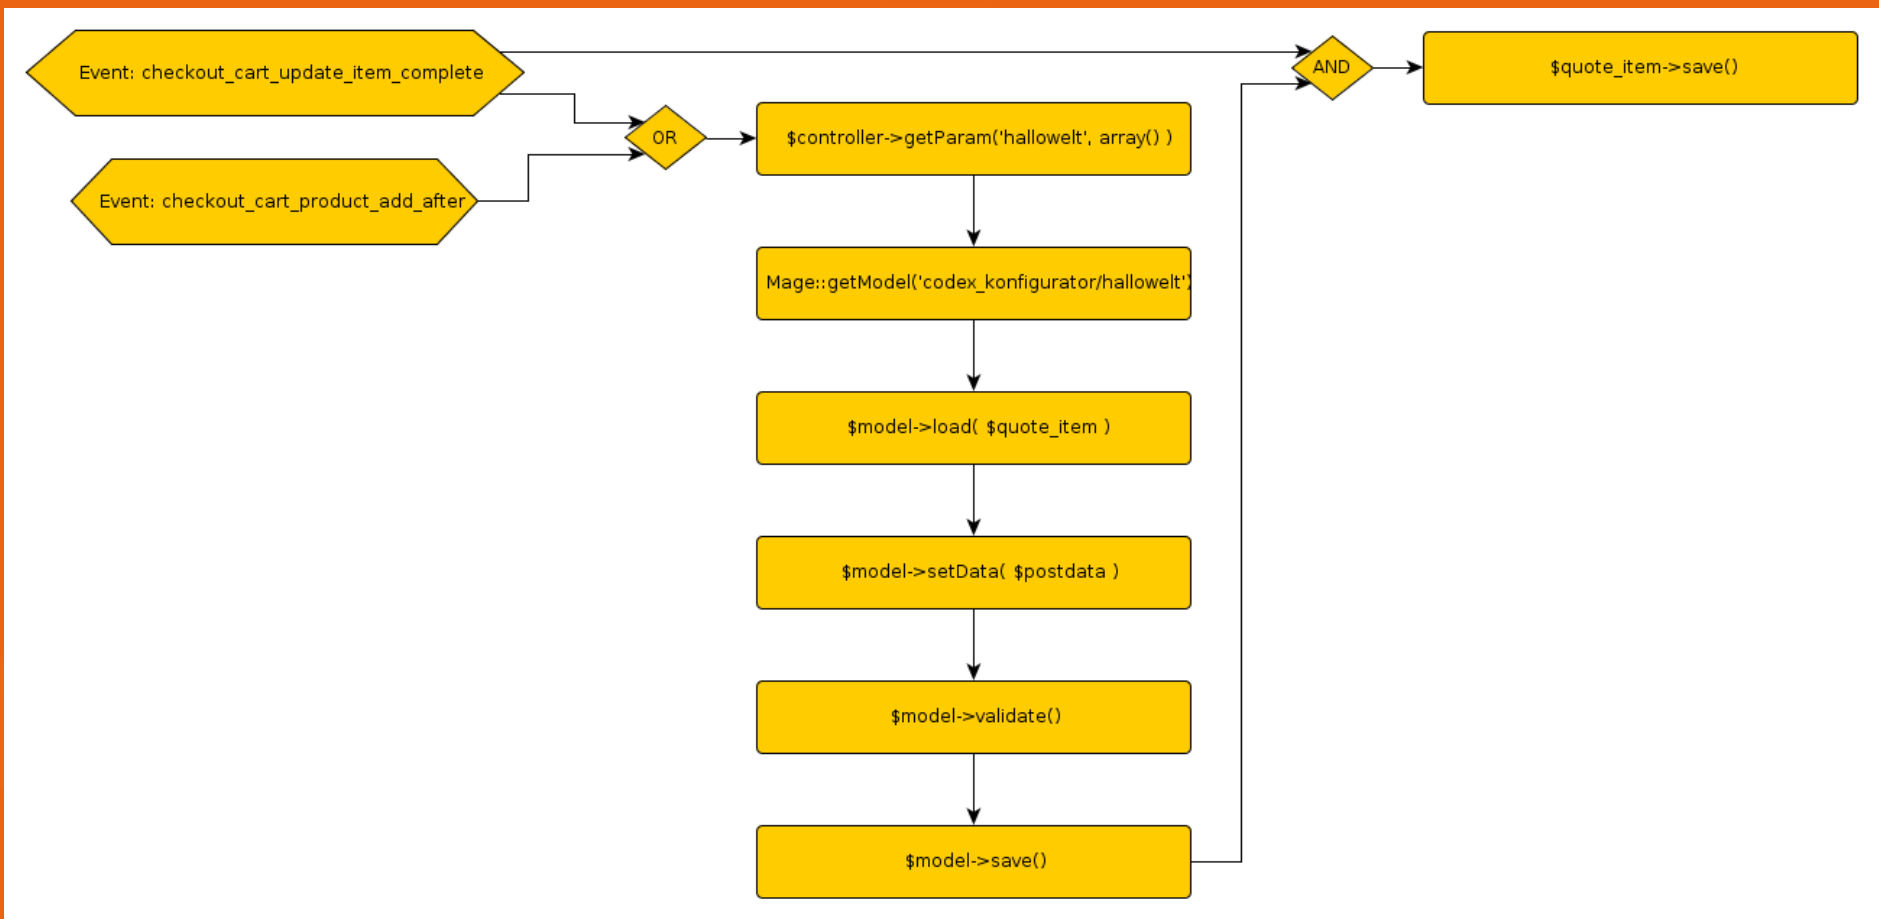 Event: checkout_cart_update_item_complete
AND
$quote_item->save()
OR
$controller->getParam('hallowelt', array() )
Event: checkout_cart_product_add_after
Mage::getModel('codex_konfigurator/hallowelt')
$model->load( $quote_item )
$model->setData( $postdata )
$model->validate()
$model->save()